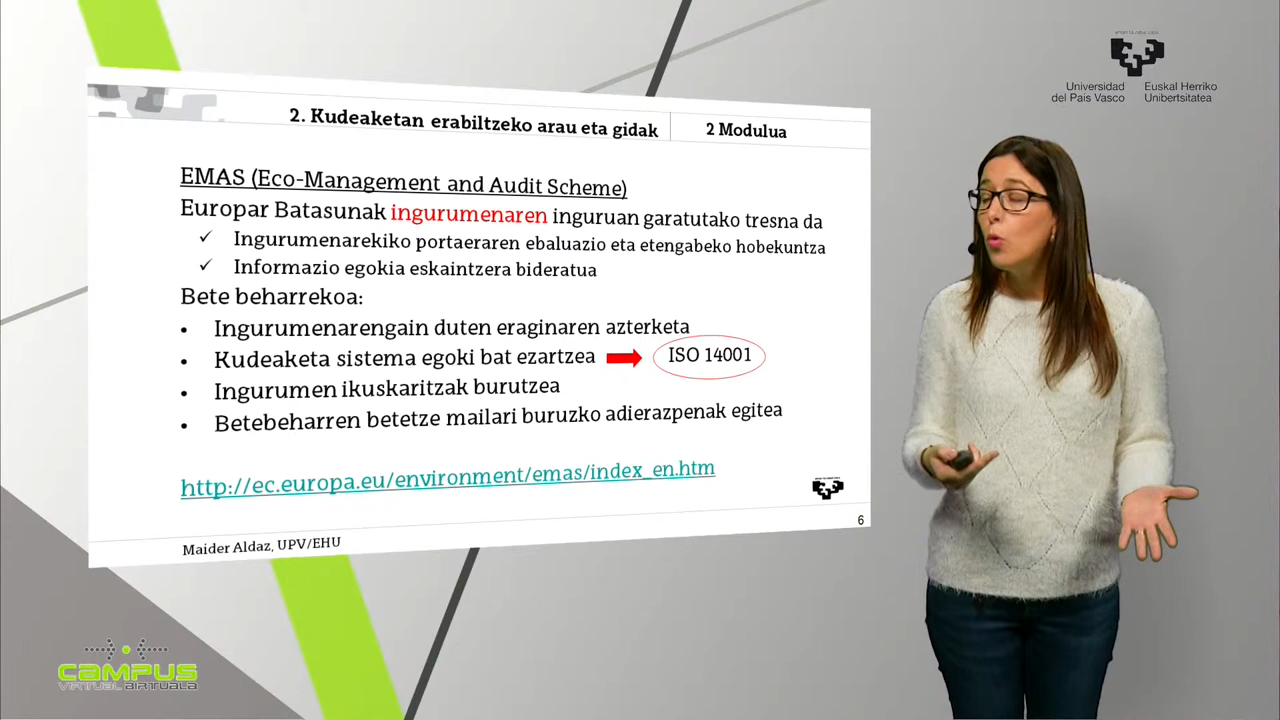 2. Kudeaketan erabiltzeko arau eta gidak
2 Modulua
EMAS (Eco-Management and Audit Scheme)
Europar Batasunak ingurumenaren inguruan garatutako tresna da
✓ Ingurumenarekiko portaeraren ebaluazio eta etengabeko hobekuntza
✓ Informazio egokia eskaintzera bideratua
Bete beharrekoa:
• Ingurumenarengain duten eraginaren azterketa
• Kudeaketa sistema egoki bat ezartzea
ISO 14001
• Ingurumen ikuskaritzak burutzea
• Betebeharren betetze mailari buruzko adierazpenak egitea
http://ec.europa.eu/environment/emas/index_en.htm
6
Maider Aldaz, UPV/EHU
Universidad del País Vasco
Euskal Herriko Unibertsitatea
CAMPUS
VIRTUAL BIRTUALA